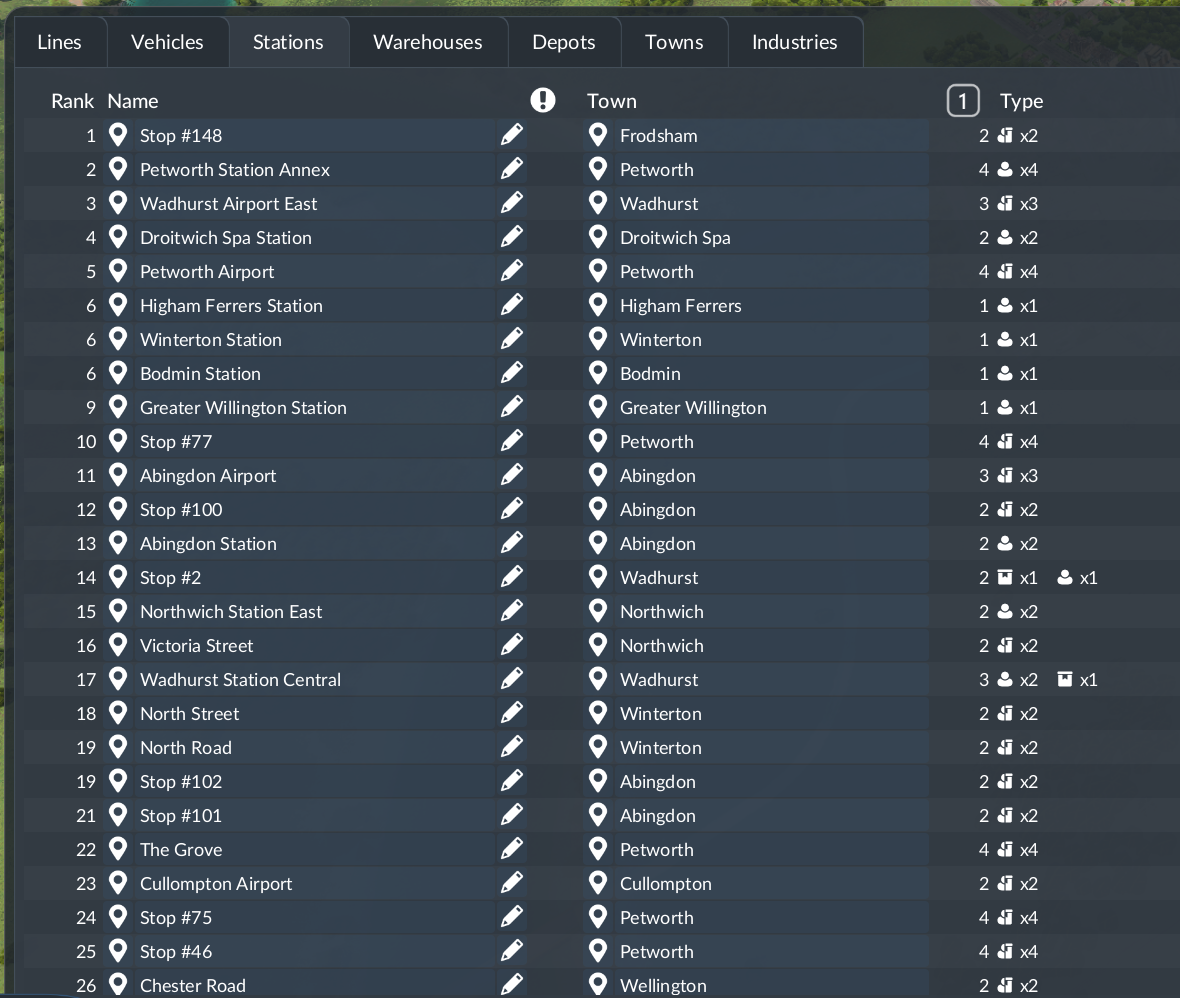 Lines Vehicles Stations Warehouses Depots Towns Industries
Rank Name Town 1 Type
1 Stop #148 Frodsham 2 x2
2 Petworth Station Annex Petworth 4 x4
3 Wadhurst Airport East Wadhurst 3 x3
4 Droitwich Spa Station Droitwich Spa 2 x2
5 Petworth Airport Petworth 4 x4
6 Higham Ferrers Station Higham Ferrers 1 x1
6 Winterton Station Winterton 1 x1
6 Bodmin Station Bodmin 1 x1
9 Greater Willington Station Greater Willington 1 x1
10 Stop #77 Petworth 4 x4
11 Abingdon Airport Abingdon 3 x3
12 Stop #100 Abingdon 2 x2
13 Abingdon Station Abingdon 2 x2
14 Stop #2 Wadhurst 2 x1 x1
15 Northwich Station East Northwich 2 x2
16 Victoria Street Northwich 2 x2
17 Wadhurst Station Central Wadhurst 3 x2 x1
18 North Street Winterton 2 x2
19 North Road Winterton 2 x2
19 Stop #102 Abingdon 2 x2
21 Stop #101 Abingdon 2 x2
22 The Grove Petworth 4 x4
23 Cullompton Airport Cullompton 2 x2
24 Stop #75 Petworth 4 x4
25 Stop #46 Petworth 4 x4
26 Chester Road Wellington 2 x2